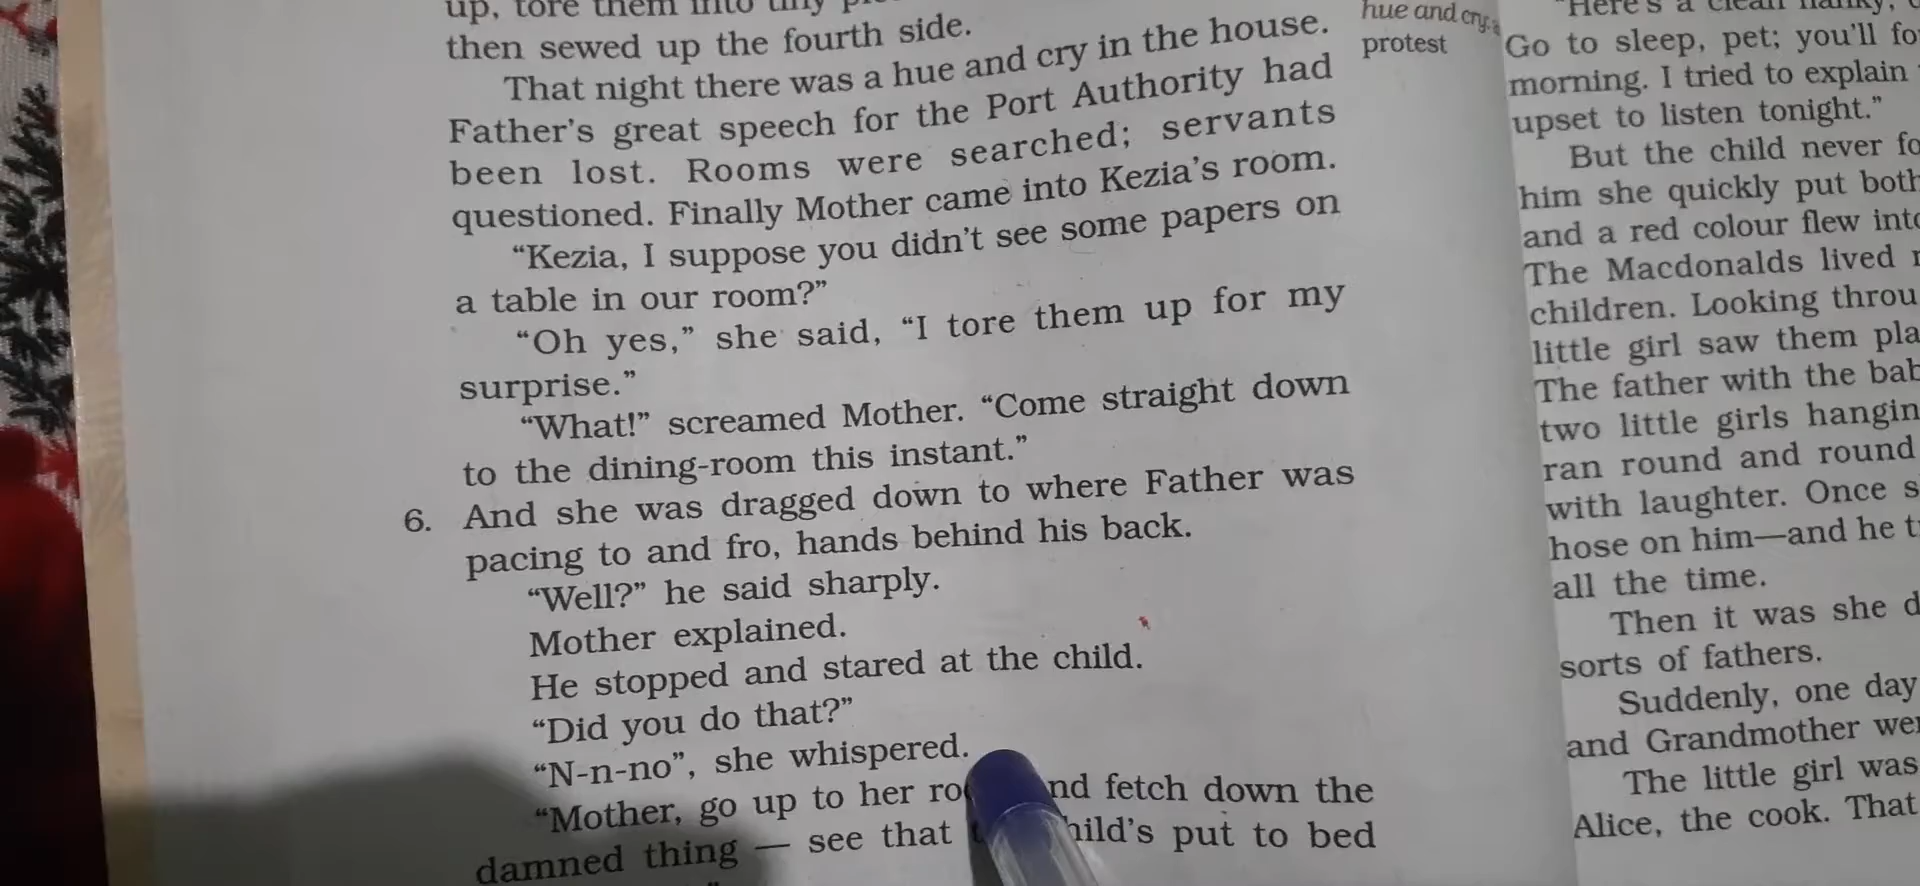 up, tore them into tiny
then sewed up the fourth side.
That night there was a hue and cry in the house.
Father's great speech for the Port Authority had
been lost. Rooms were searched; servants
questioned. Finally Mother came into Kezia's room.
“Kezia, I suppose you didn't see some papers on
a table in our room?”
“Oh yes,” she said, “I tore them up for my
surprise.”
“What!” screamed Mother. “Come straight down
to the dining-room this instant.”
6. And she was dragged down to where Father was
pacing to and fro, hands behind his back.
“Well?” he said sharply.
Mother explained.
He stopped and stared at the child.
“Did you do that?”
“N-n-no”, she whispered.
“Mother, go up to her and fetch down the
damned thing — see that child's put to bed
hue and cry:
protest
“Here's a clean hanky,
Go to sleep, pet; you'll
morning. I tried to explain
upset to listen tonight.”
But the child never
him she quickly put both
and a red colour flew into
The Macdonalds lived
children. Looking
little girl saw them
The father with the
two little girls
ran round and round
with laughter. Once
hose on him—and he
all the time.
Then it was she
sorts of fathers.
Suddenly, one day
and Grandmother
The little girl was
Alice, the cook. That